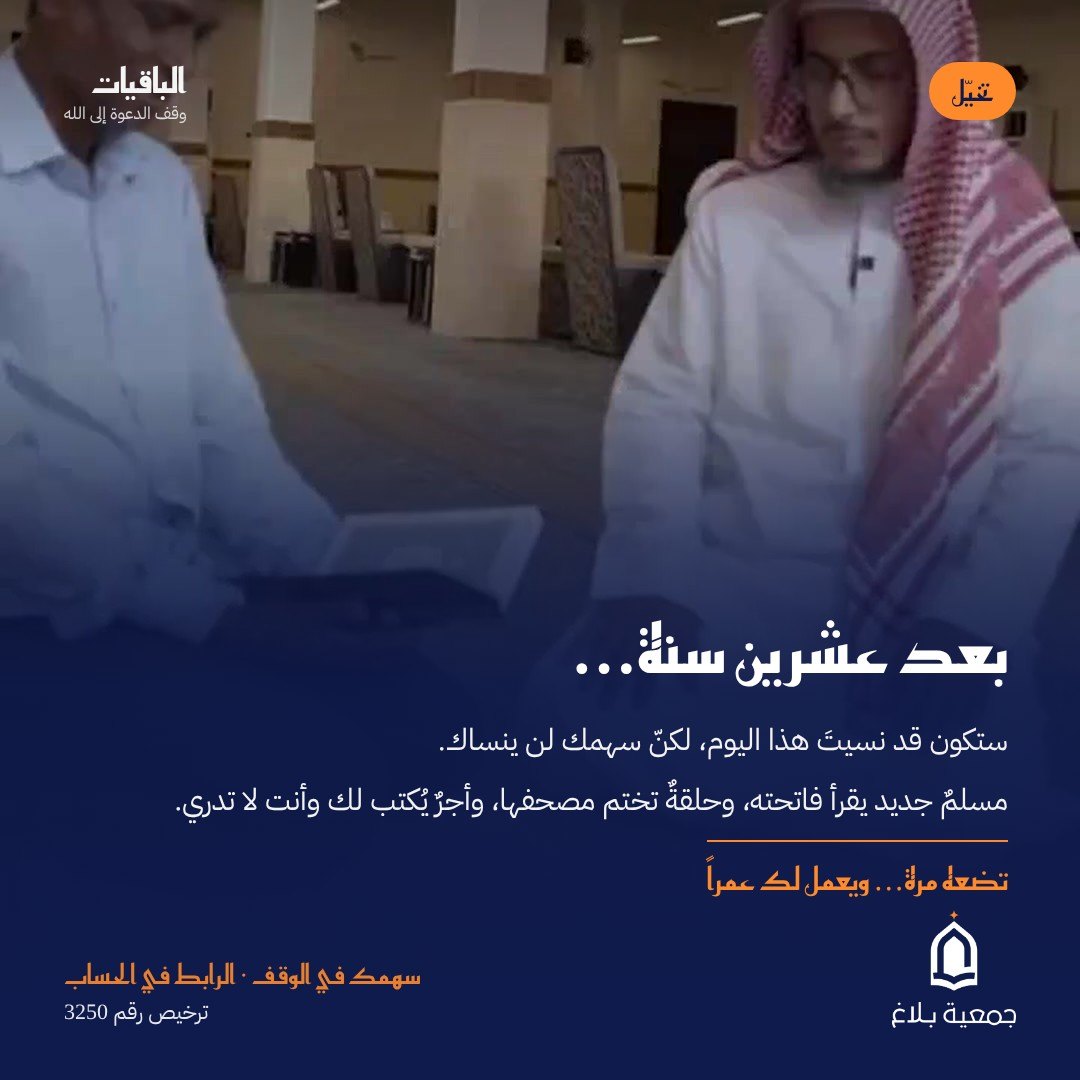 تخيّل
الباقيات
وقف الدعوة إلى الله
بعد عشرين سنة...
ستكون قد نسيتَ هذا اليوم، لكنّ سهمك لن ينساك.
مسلمٌ جديد يقرأ فاتحته، وحلقةٌ تختم مصحفها، وأجرٌ يُكتب لك وأنت لا تدري.
تضعه مرة... ويعمل لك عمراً
سهمك في الوقف · الرابط في الحساب
ترخيص رقم 3250
جمعية بلاغ